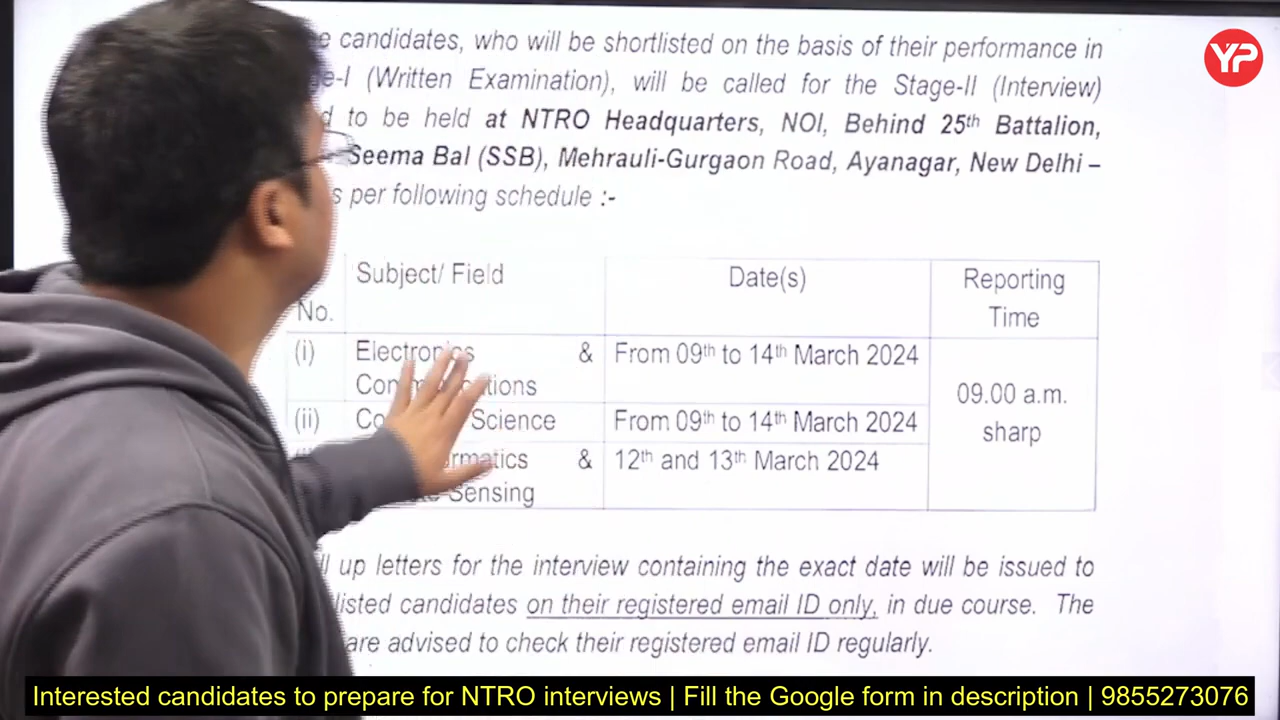 YP
candidates, who will be shortlisted on the basis of their performance in
(Written Examination), will be called for the Stage-II (Interview)
to be held at NTRO Headquarters, NOI, Behind 25th Battalion,
Seema Bal (SSB), Mehrauli-Gurgaon Road, Ayanagar, New Delhi –
per following schedule :-
No. Subject/ Field Date(s) Reporting Time
(i) Electronics & From 09th to 14th March 2024 09.00 a.m. sharp
(ii) Science From 09th to 14th March 2024
& 12th and 13th March 2024
Sensing
up letters for the interview containing the exact date will be issued to
candidates on their registered email ID only, in due course. The
are advised to check their registered email ID regularly.
Interested candidates to prepare for NTRO interviews | Fill the Google form in description | 9855273076